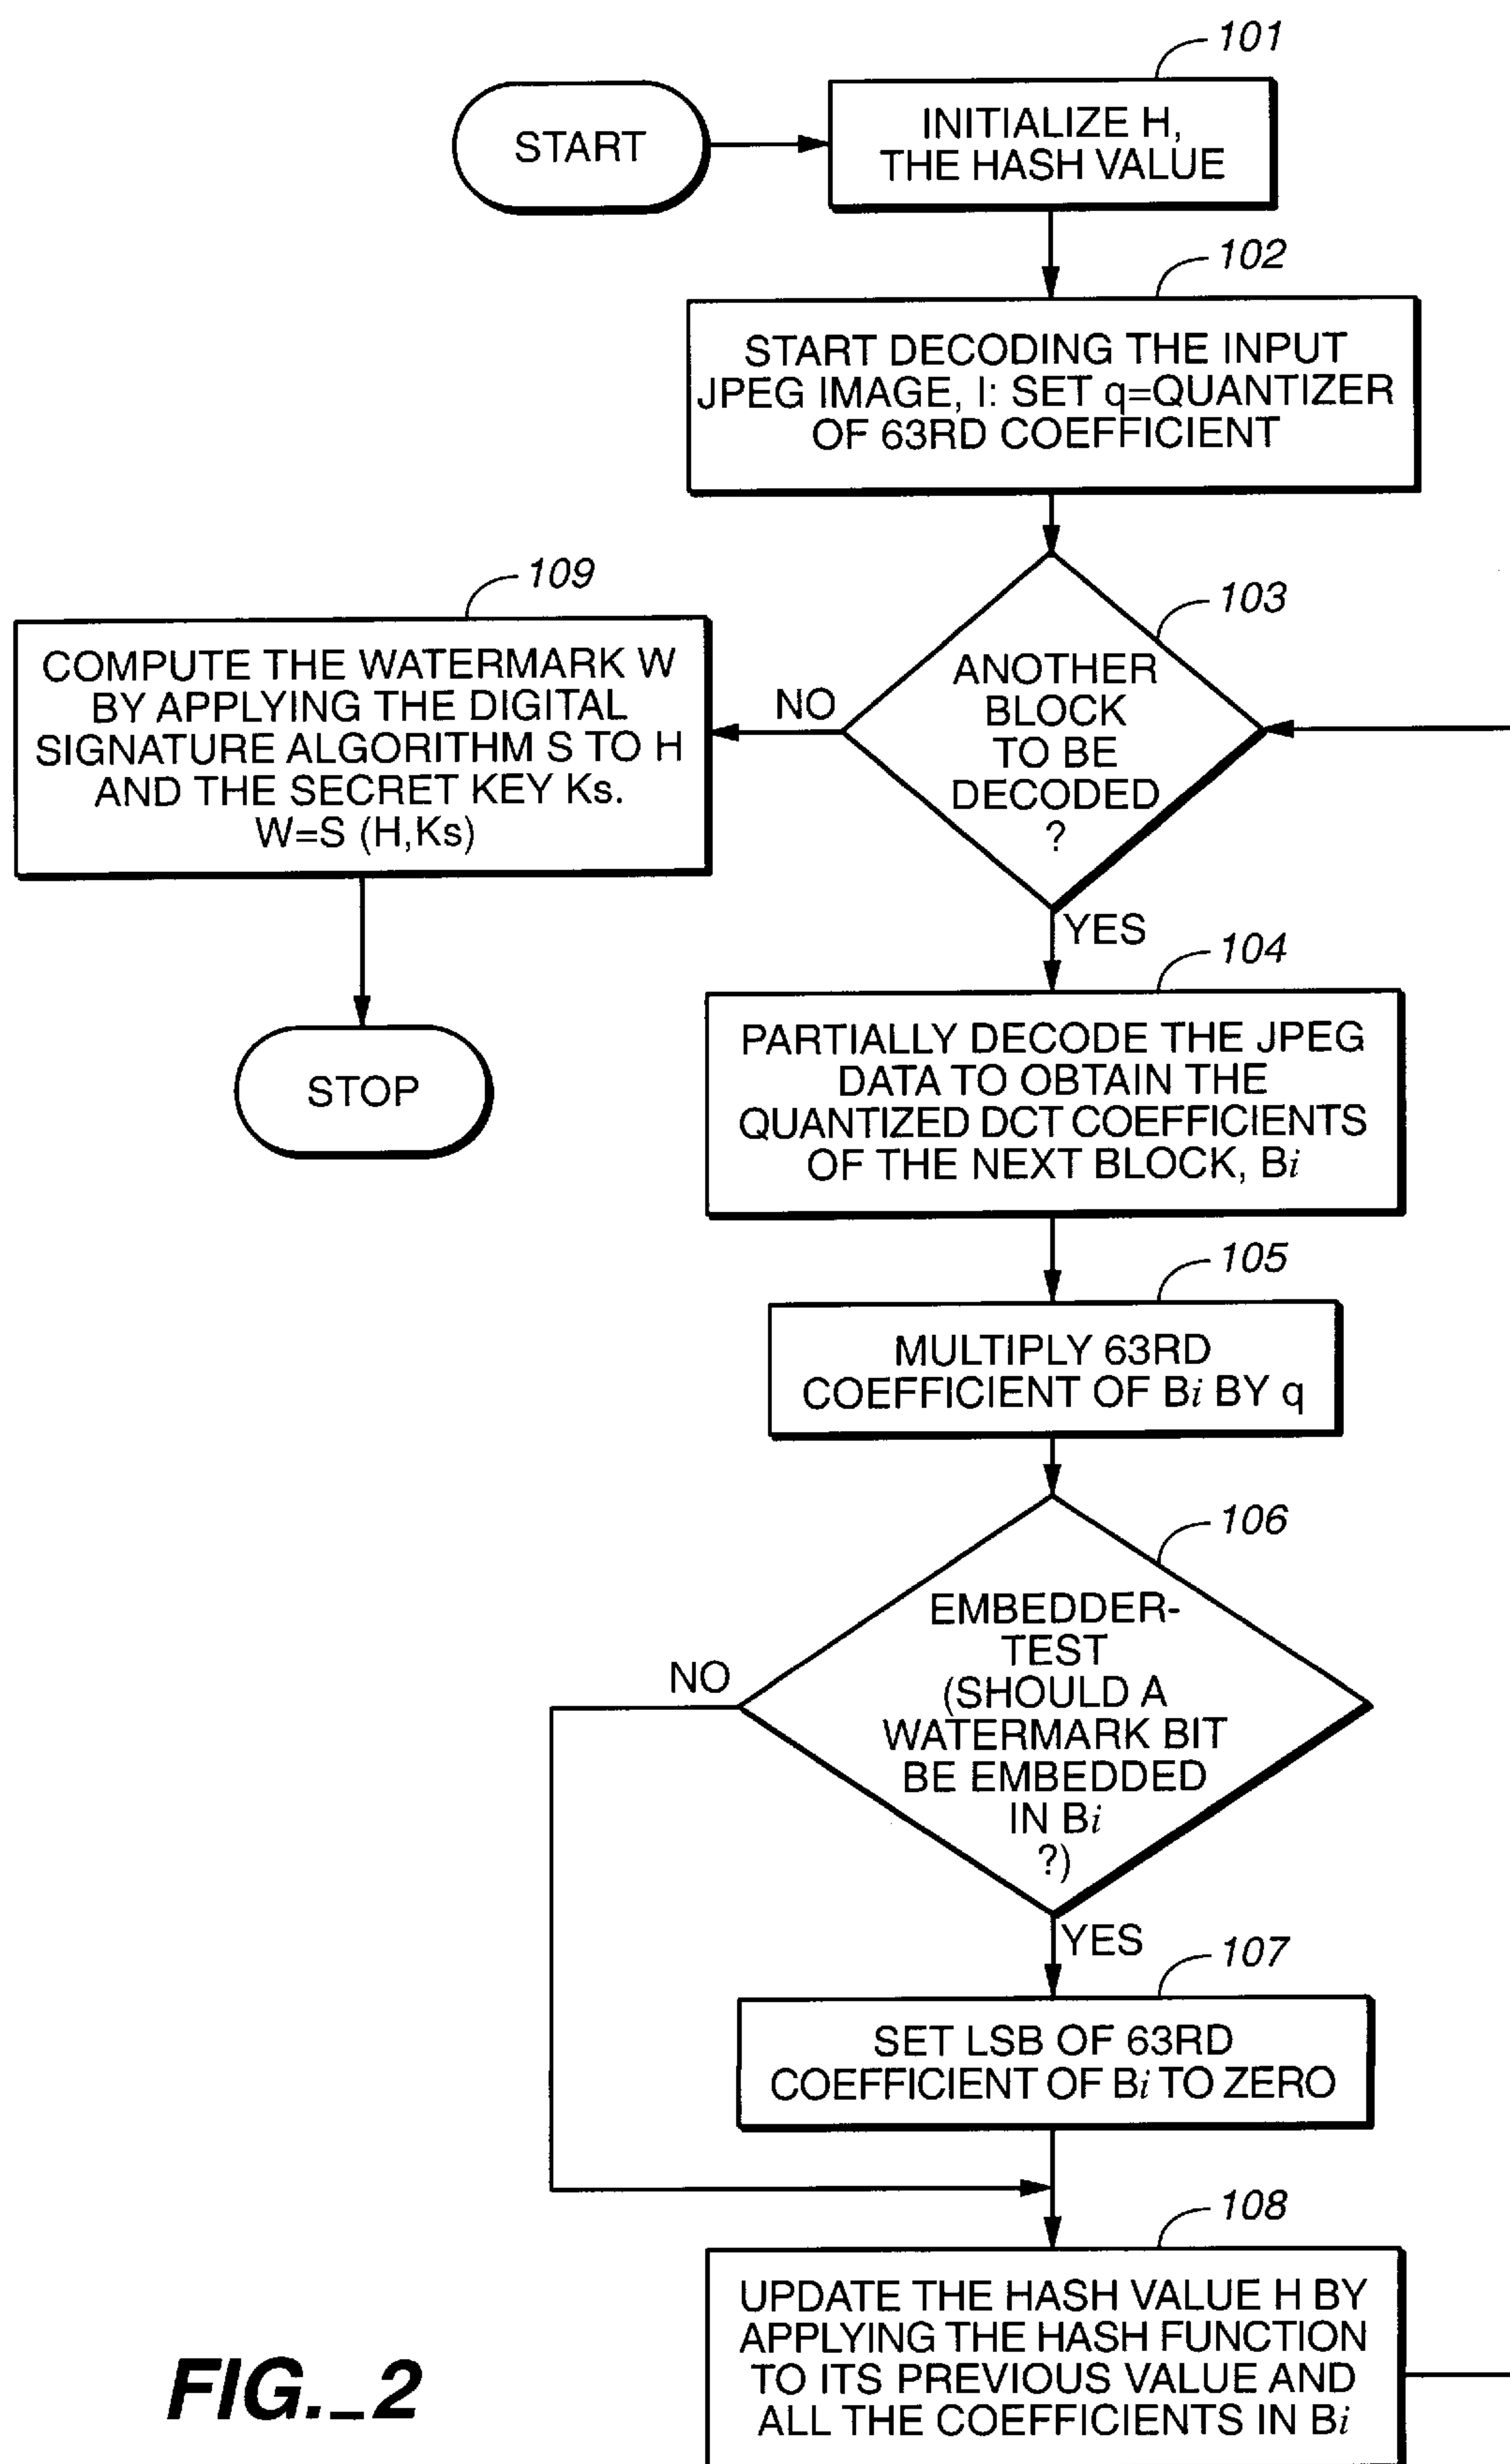 101
START
INITIALIZE H,
THE HASH VALUE
102
START DECODING THE INPUT
JPEG IMAGE, I: SET q=QUANTIZER
OF 63RD COEFFICIENT
103
ANOTHER
BLOCK
TO BE
DECODED
?
NO
109
COMPUTE THE WATERMARK W
BY APPLYING THE DIGITAL
SIGNATURE ALGORITHM S TO H
AND THE SECRET KEY Ks.
W=S (H,Ks)
STOP
YES
104
PARTIALLY DECODE THE JPEG
DATA TO OBTAIN THE
QUANTIZED DCT COEFFICIENTS
OF THE NEXT BLOCK, Bi
105
MULTIPLY 63RD
COEFFICIENT OF Bi BY q
106
EMBEDDER-
TEST
(SHOULD A
WATERMARK BIT
BE EMBEDDED
IN Bi
?)
NO
YES
107
SET LSB OF 63RD
COEFFICIENT OF Bi TO ZERO
108
UPDATE THE HASH VALUE H BY
APPLYING THE HASH FUNCTION
TO ITS PREVIOUS VALUE AND
ALL THE COEFFICIENTS IN Bi
FIG._2